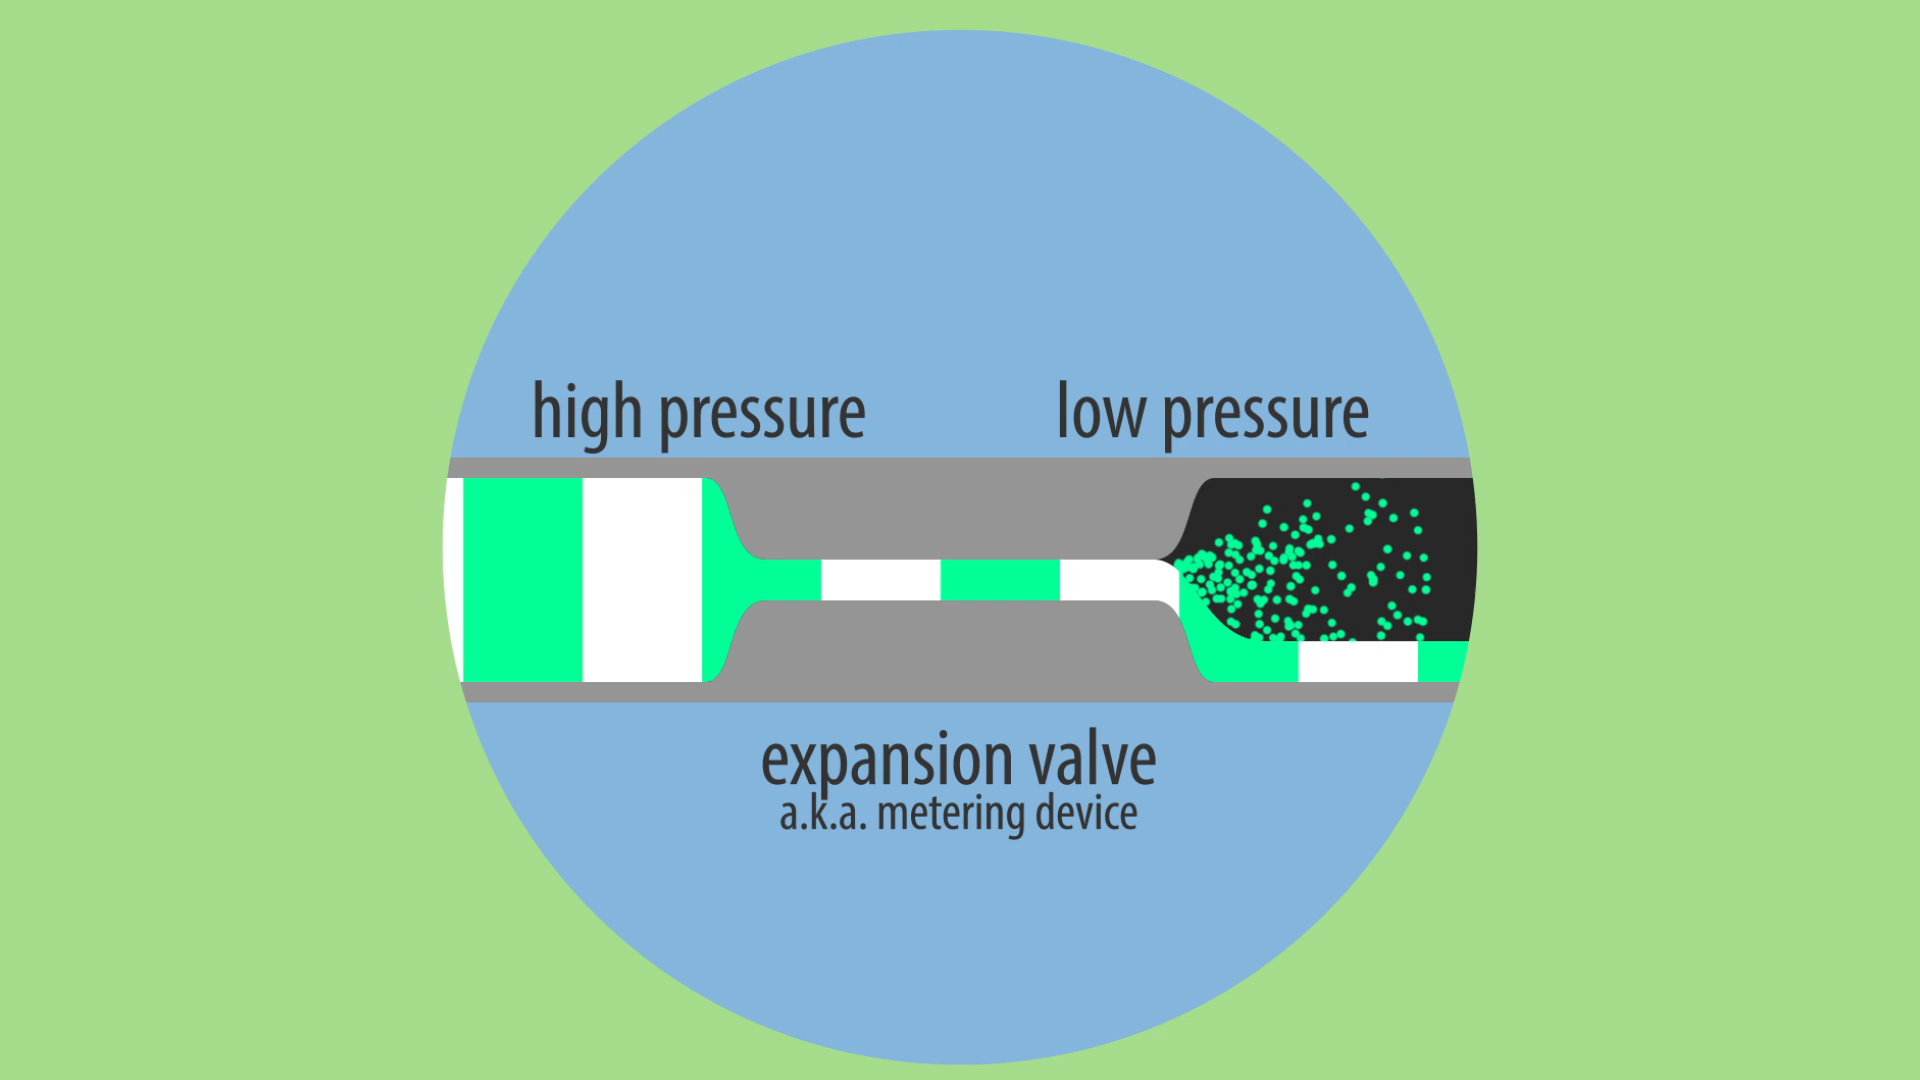 high pressure
low pressure
expansion valve
a.k.a. metering device